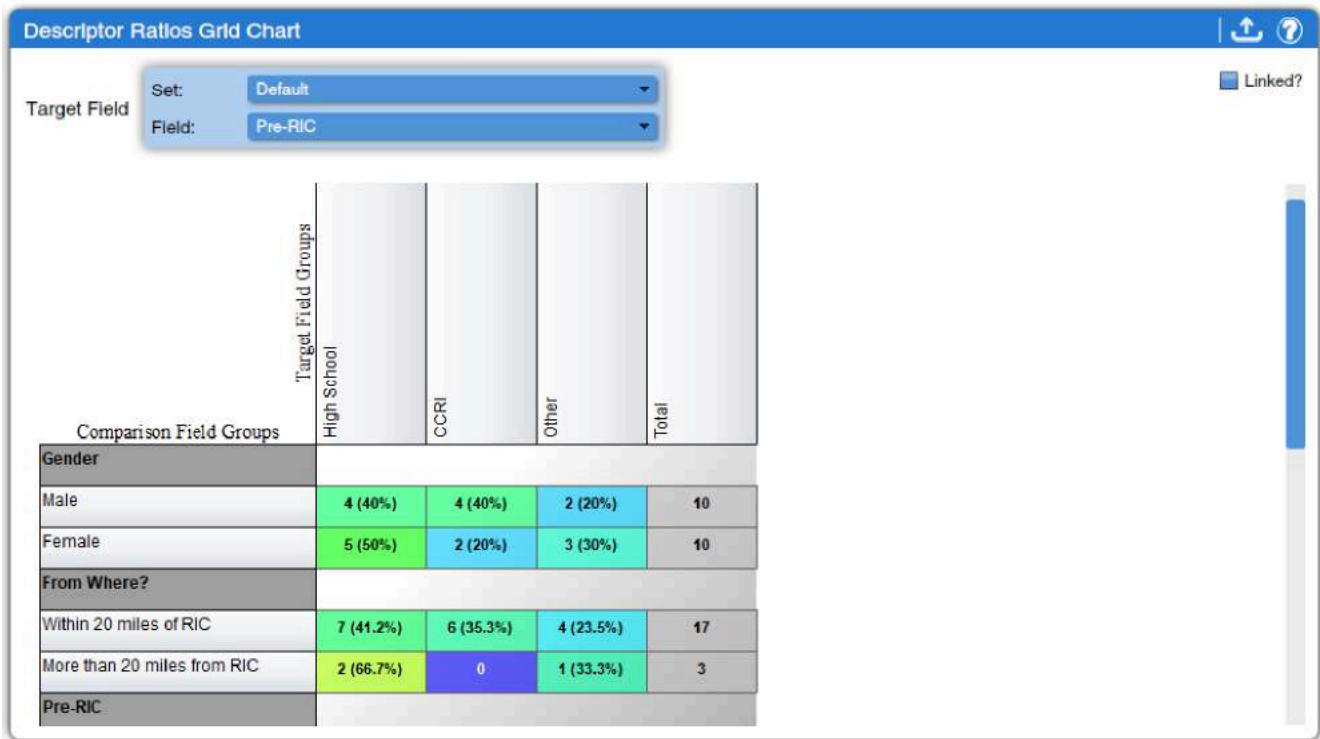 Descriptor Ratios Grid Chart
Linked?
Target Field
Set: Default
Field: Pre-RIC
Target Field Groups
Comparison Field Groups High School CCRI Other Total
Gender
Male 4 (40%) 4 (40%) 2 (20%) 10
Female 5 (50%) 2 (20%) 3 (30%) 10
From Where?
Within 20 miles of RIC 7 (41.2%) 6 (35.3%) 4 (23.5%) 17
More than 20 miles from RIC 2 (66.7%) 0 1 (33.3%) 3
Pre-RIC